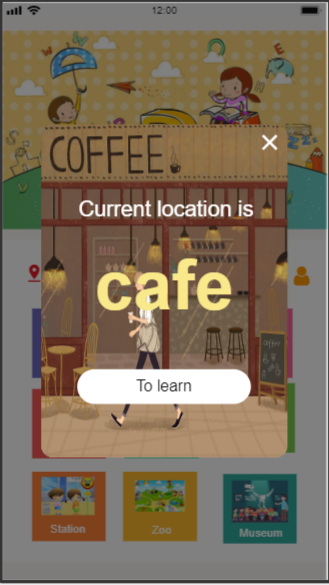 12:00
COFFEE
Current location is
cafe
To learn
Station
Zoo
Museum